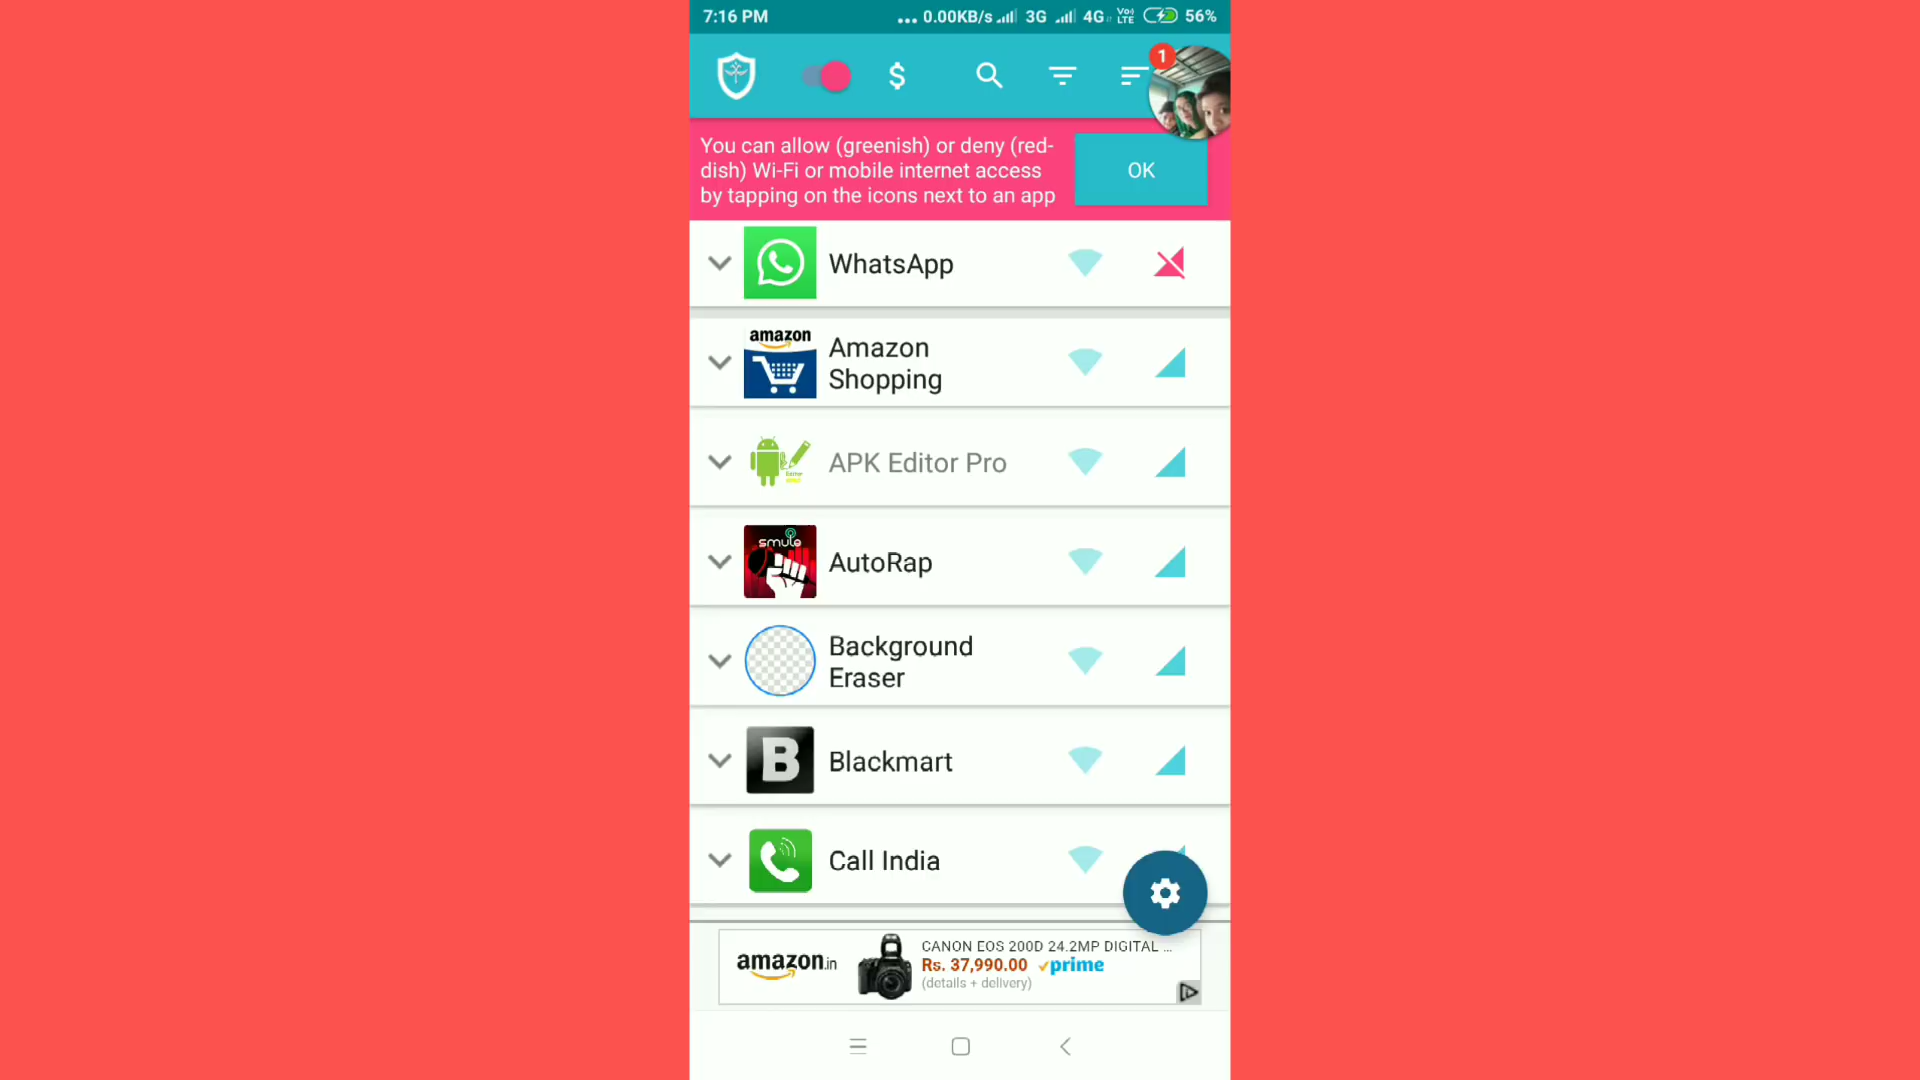 7:16 PM
... 0.00KB/s 3G 4G Vo) LTE 56%
$
1
You can allow (greenish) or deny (red-
dish) Wi-Fi or mobile internet access
by tapping on the icons next to an app
OK
WhatsApp
amazon
Amazon
Shopping
APK Editor Pro
smule
AutoRap
Background
Eraser
B
Blackmart
Call India
amazon.in
CANON EOS 200D 24.2MP DIGITAL ...
Rs. 37,990.00 prime
(details + delivery)